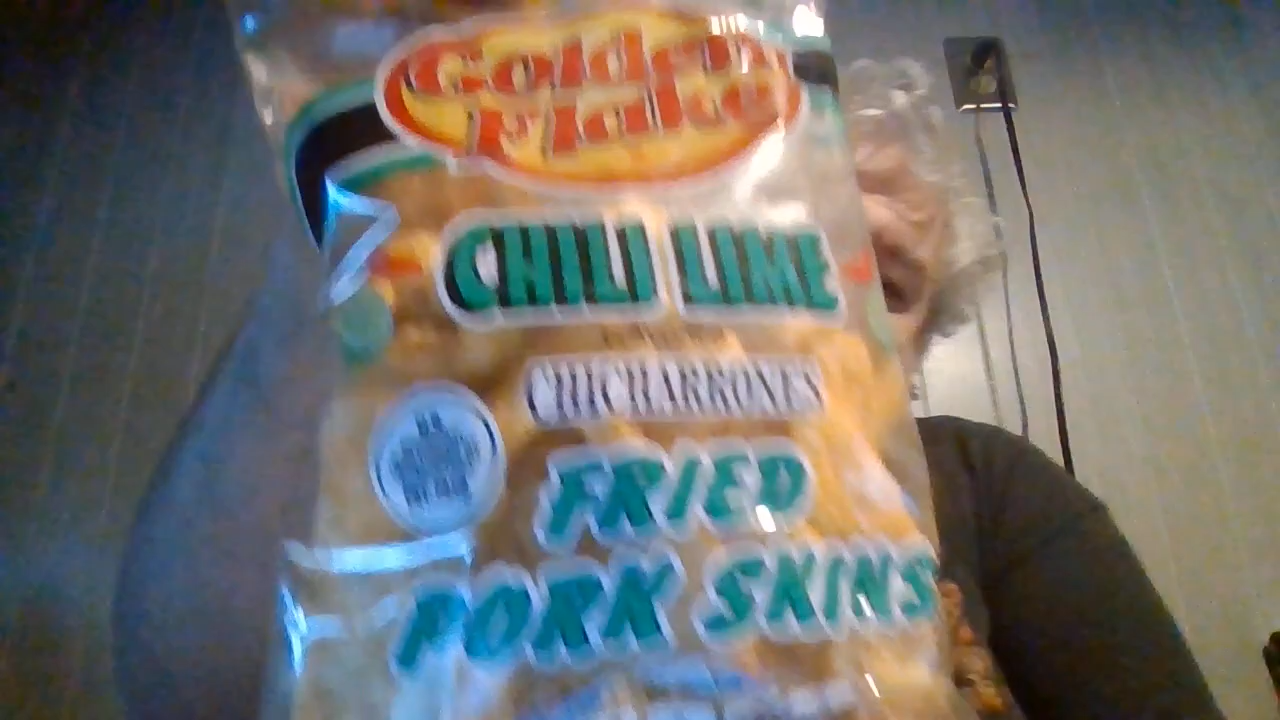 Golden
Flake
CHILI LIME
CHICHARRONES
FRIED
PORK SKINS